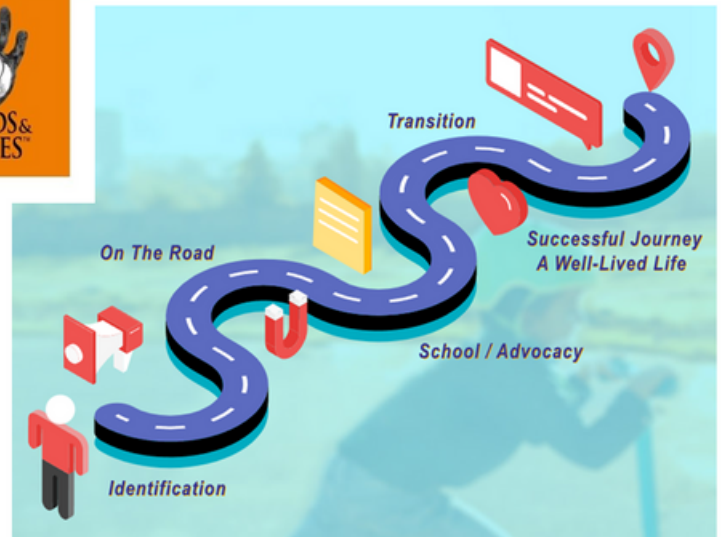 Transition
On The Road
Successful Journey
A Well-Lived Life
School / Advocacy
Identification